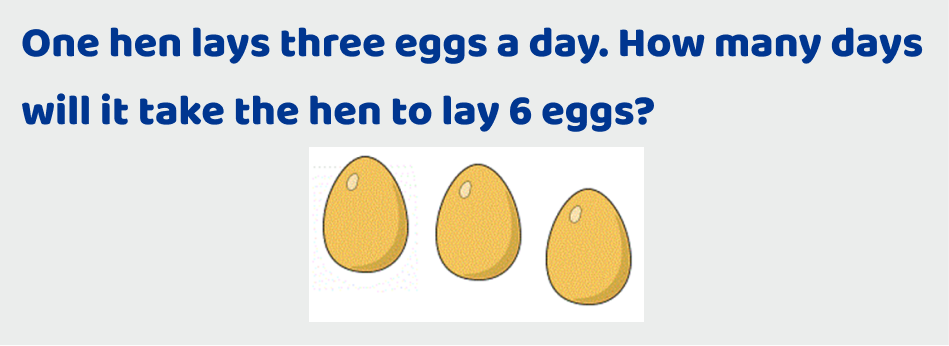 One hen lays three eggs a day. How many days
will it take the hen to lay 6 eggs?